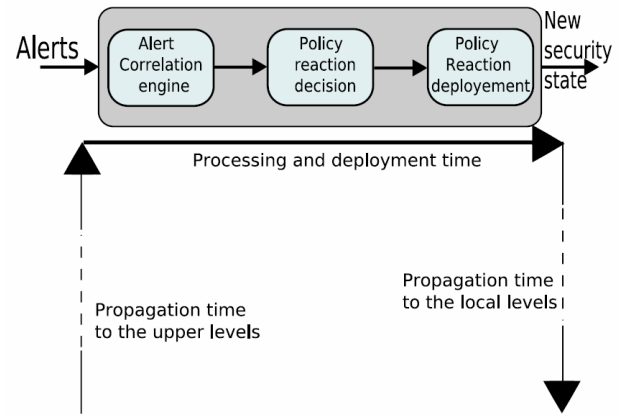 Alerts
Alert
Correlation
engine
Policy
reaction
decision
Policy
Reaction
deployement
New
security
state
Processing and deployment time
Propagation time
to the upper levels
Propagation time
to the local levels